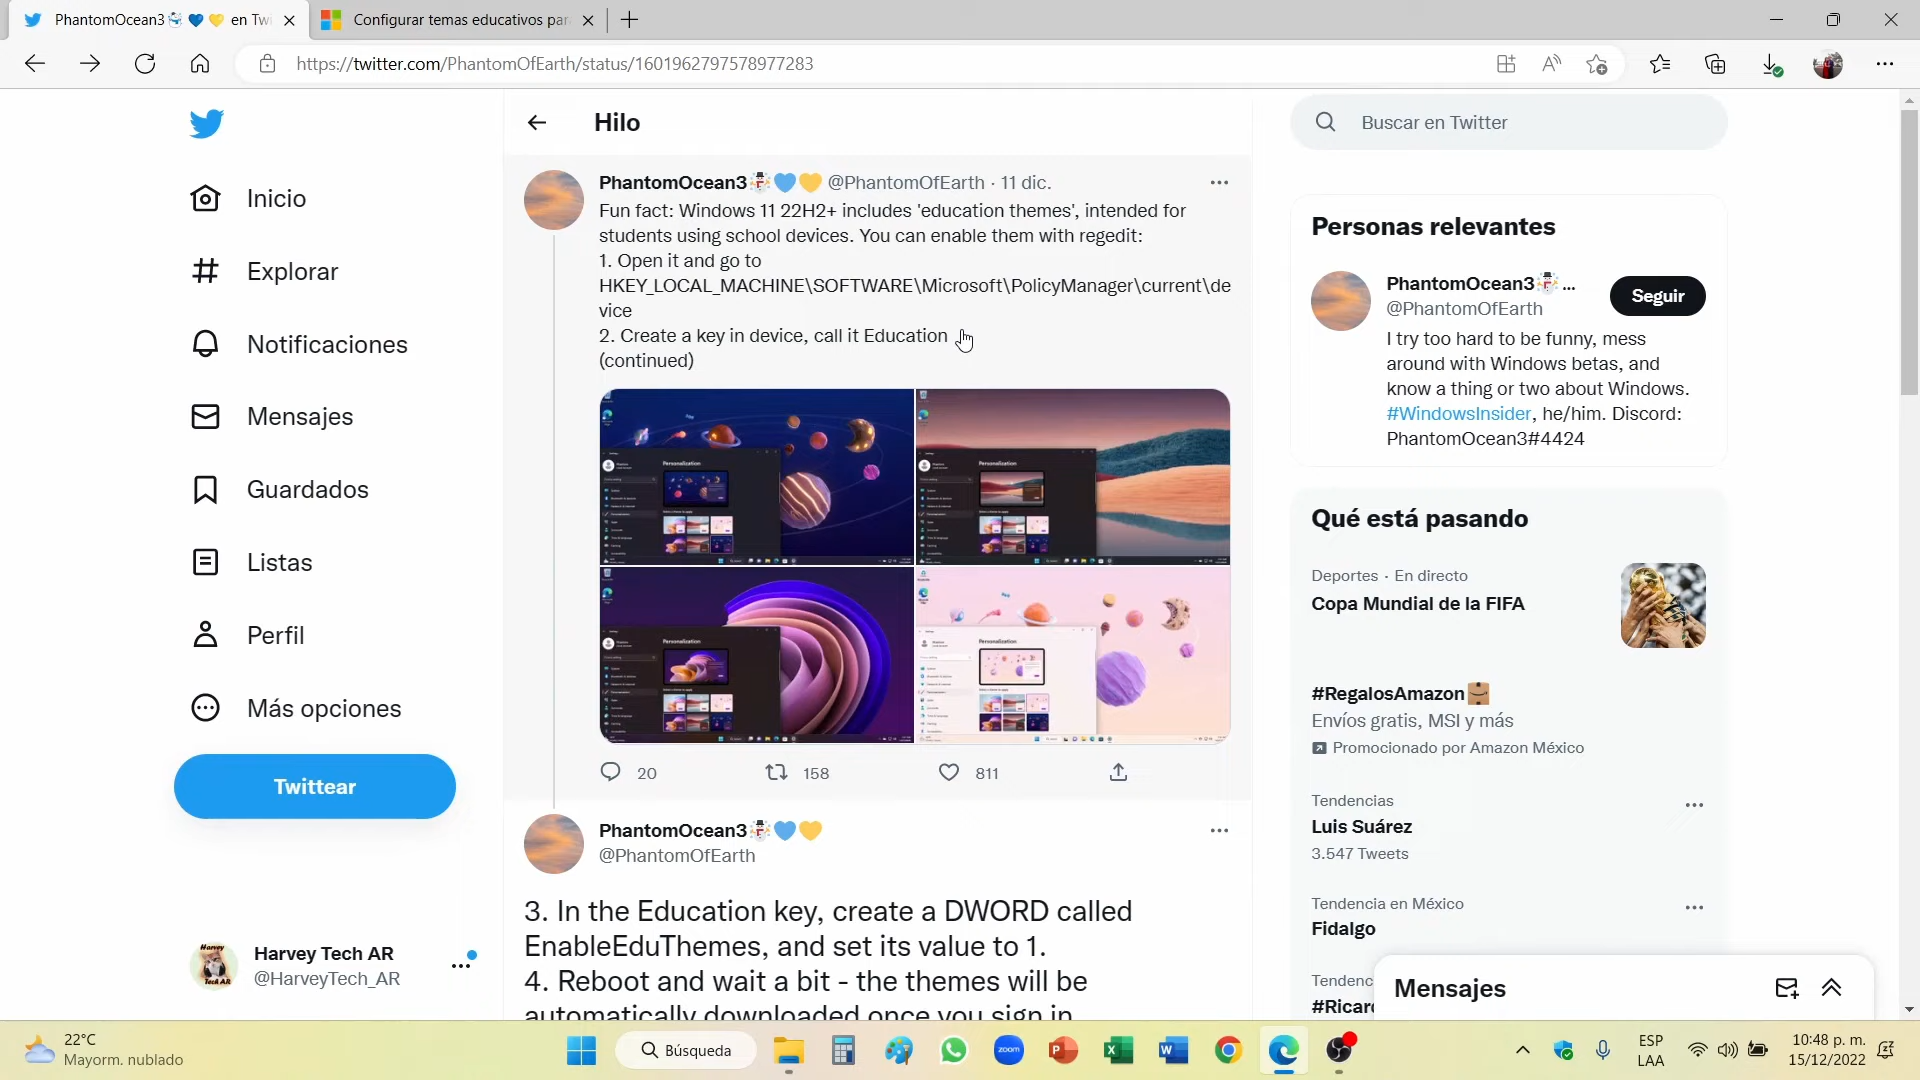 PhantomOcean3☃️💙💛 en Twi
Configurar temas educativos par
https://twitter.com/PhantomOfEarth/status/1601962797578977283
Hilo
Buscar en Twitter
Inicio
Explorar
Notificaciones
Mensajes
Guardados
Listas
Perfil
Más opciones
Twittear
Harvey Tech AR
@HarveyTech_AR
PhantomOcean3☃️💙💛 @PhantomOfEarth · 11 dic.
Fun fact: Windows 11 22H2+ includes 'education themes', intended for
students using school devices. You can enable them with regedit:
1. Open it and go to
HKEY_LOCAL_MACHINE\SOFTWARE\Microsoft\PolicyManager\current\de
vice
2. Create a key in device, call it Education
(continued)
Personalization
Personalization
Personalization
Personalization
20
158
811
PhantomOcean3☃️💙💛
@PhantomOfEarth
3. In the Education key, create a DWORD called
EnableEduThemes, and set its value to 1.
4. Reboot and wait a bit - the themes will be
automatically downloaded once you sign in
Personas relevantes
PhantomOcean3☃️...
@PhantomOfEarth
Seguir
I try too hard to be funny, mess
around with Windows betas, and
know a thing or two about Windows.
#WindowsInsider, he/him. Discord:
PhantomOcean3#4424
Qué está pasando
Deportes · En directo
Copa Mundial de la FIFA
#RegalosAmazon
Envíos gratis, MSI y más
Promocionado por Amazon México
Tendencias
Luis Suárez
3.547 Tweets
Tendencia en México
Fidalgo
Tendenc
#Ricar
Mensajes
22°C
Mayorm. nublado
Búsqueda
zoom
ESP
LAA
10:48 p. m.
15/12/2022